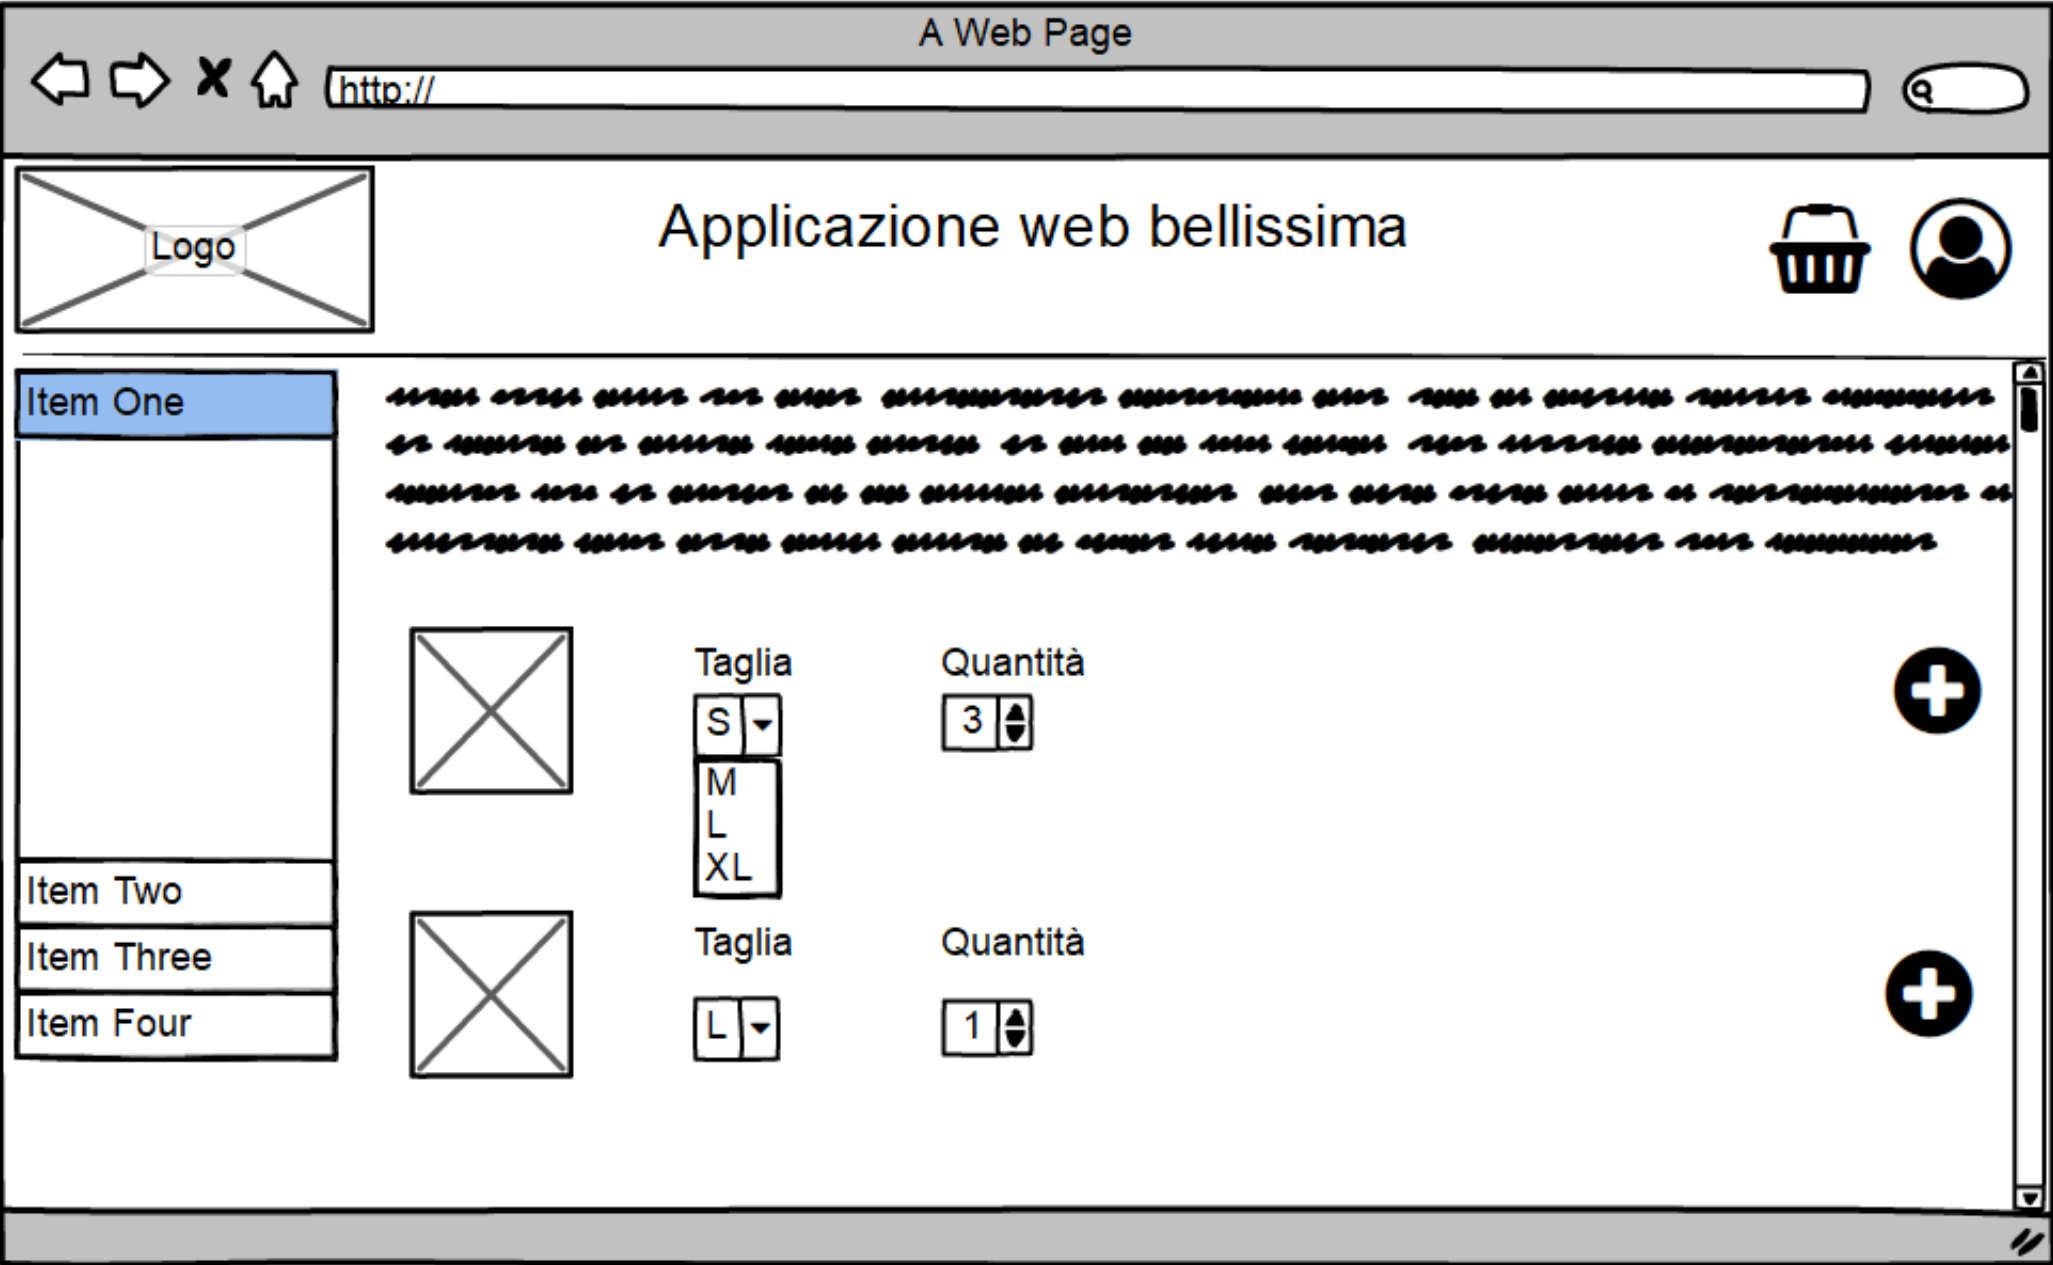 A Web Page
http://
Logo
Applicazione web bellissima
Item One
Item Two
Item Three
Item Four
Taglia Quantità
S 3
M
L
XL
Taglia Quantità
L 1